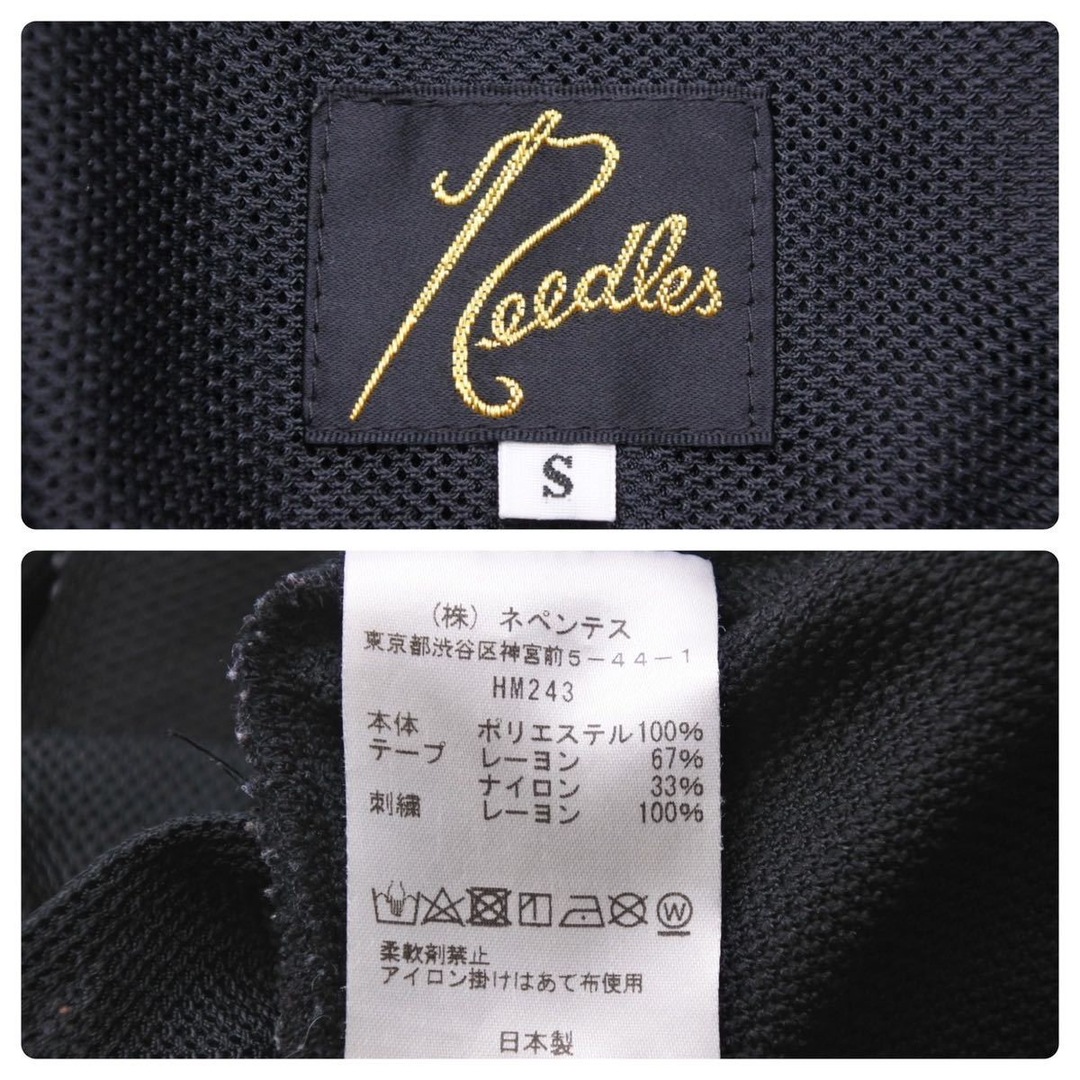 Needles
S
(株) ネペンテス
東京都渋谷区神宮前5-44-1
HM243
本体 ポリエステル100%
テープ レーヨン 67%
ナイロン 33%
刺繍 レーヨン 100%
W
柔軟剤禁止
アイロン掛けはあて布使用
日本製